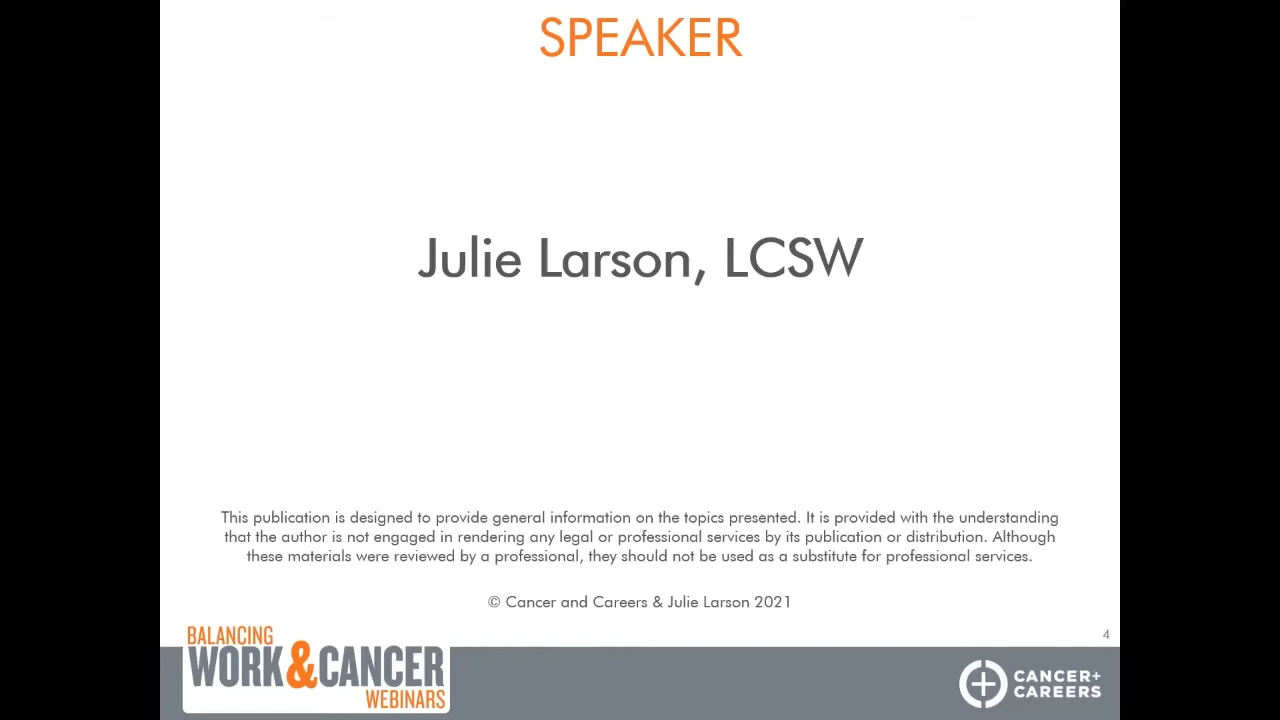 SPEAKER
Julie Larson, LCSW
This publication is designed to provide general information on the topics presented. It is provided with the understanding
that the author is not engaged in rendering any legal or professional services by its publication or distribution. Although
these materials were reviewed by a professional, they should not be used as a substitute for professional services.
© Cancer and Careers & Julie Larson 2021
4
BALANCING
WORK & CANCER
WEBINARS
CANCER+
CAREERS